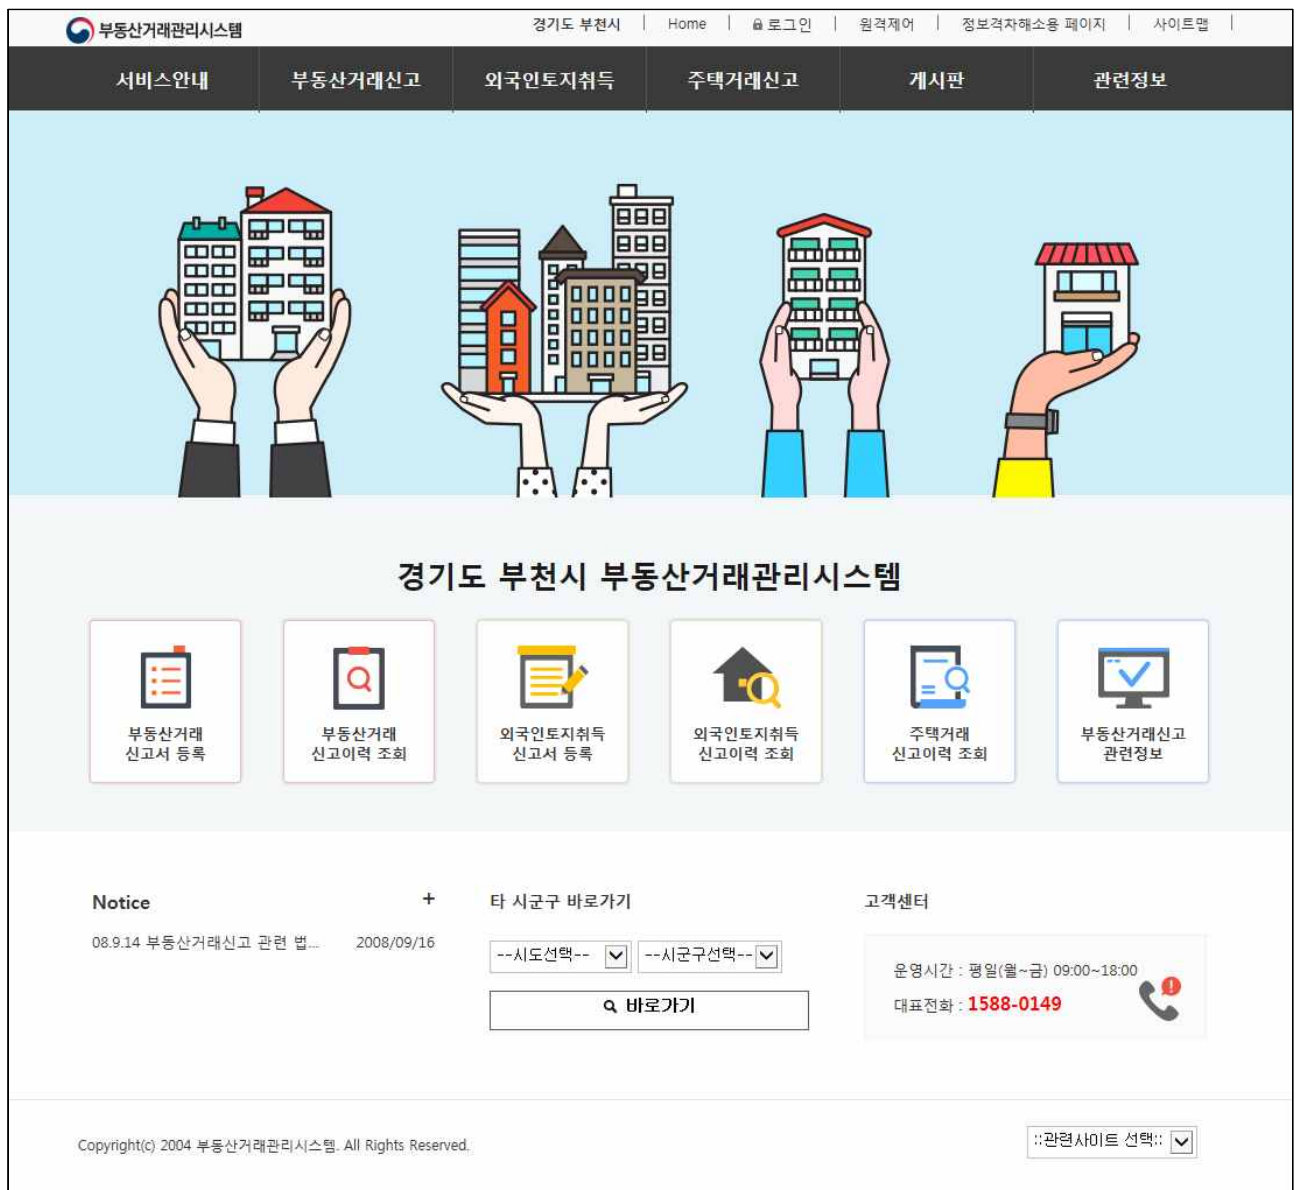 부동산거래관리시스템
경기도 부천시 | Home | 로그인 | 원격제어 | 정보격차해소용 페이지 | 사이트맵 |
서비스안내 부동산거래신고 외국인토지취득 주택거래신고 게시판 관련정보
경기도 부천시 부동산거래관리시스템
부동산거래
신고서 등록
부동산거래
신고이력 조회
외국인토지취득
신고서 등록
외국인토지취득
신고이력 조회
주택거래
신고이력 조회
부동산거래신고
관련정보
Notice +
08.9.14 부동산거래신고 관련 법... 2008/09/16
타 시군구 바로가기
--시도선택-- --시군구선택--
바로가기
고객센터
운영시간 : 평일(월~금) 09:00~18:00
대표전화 : 1588-0149
Copyright(c) 2004 부동산거래관리시스템. All Rights Reserved.
::관련사이트 선택::